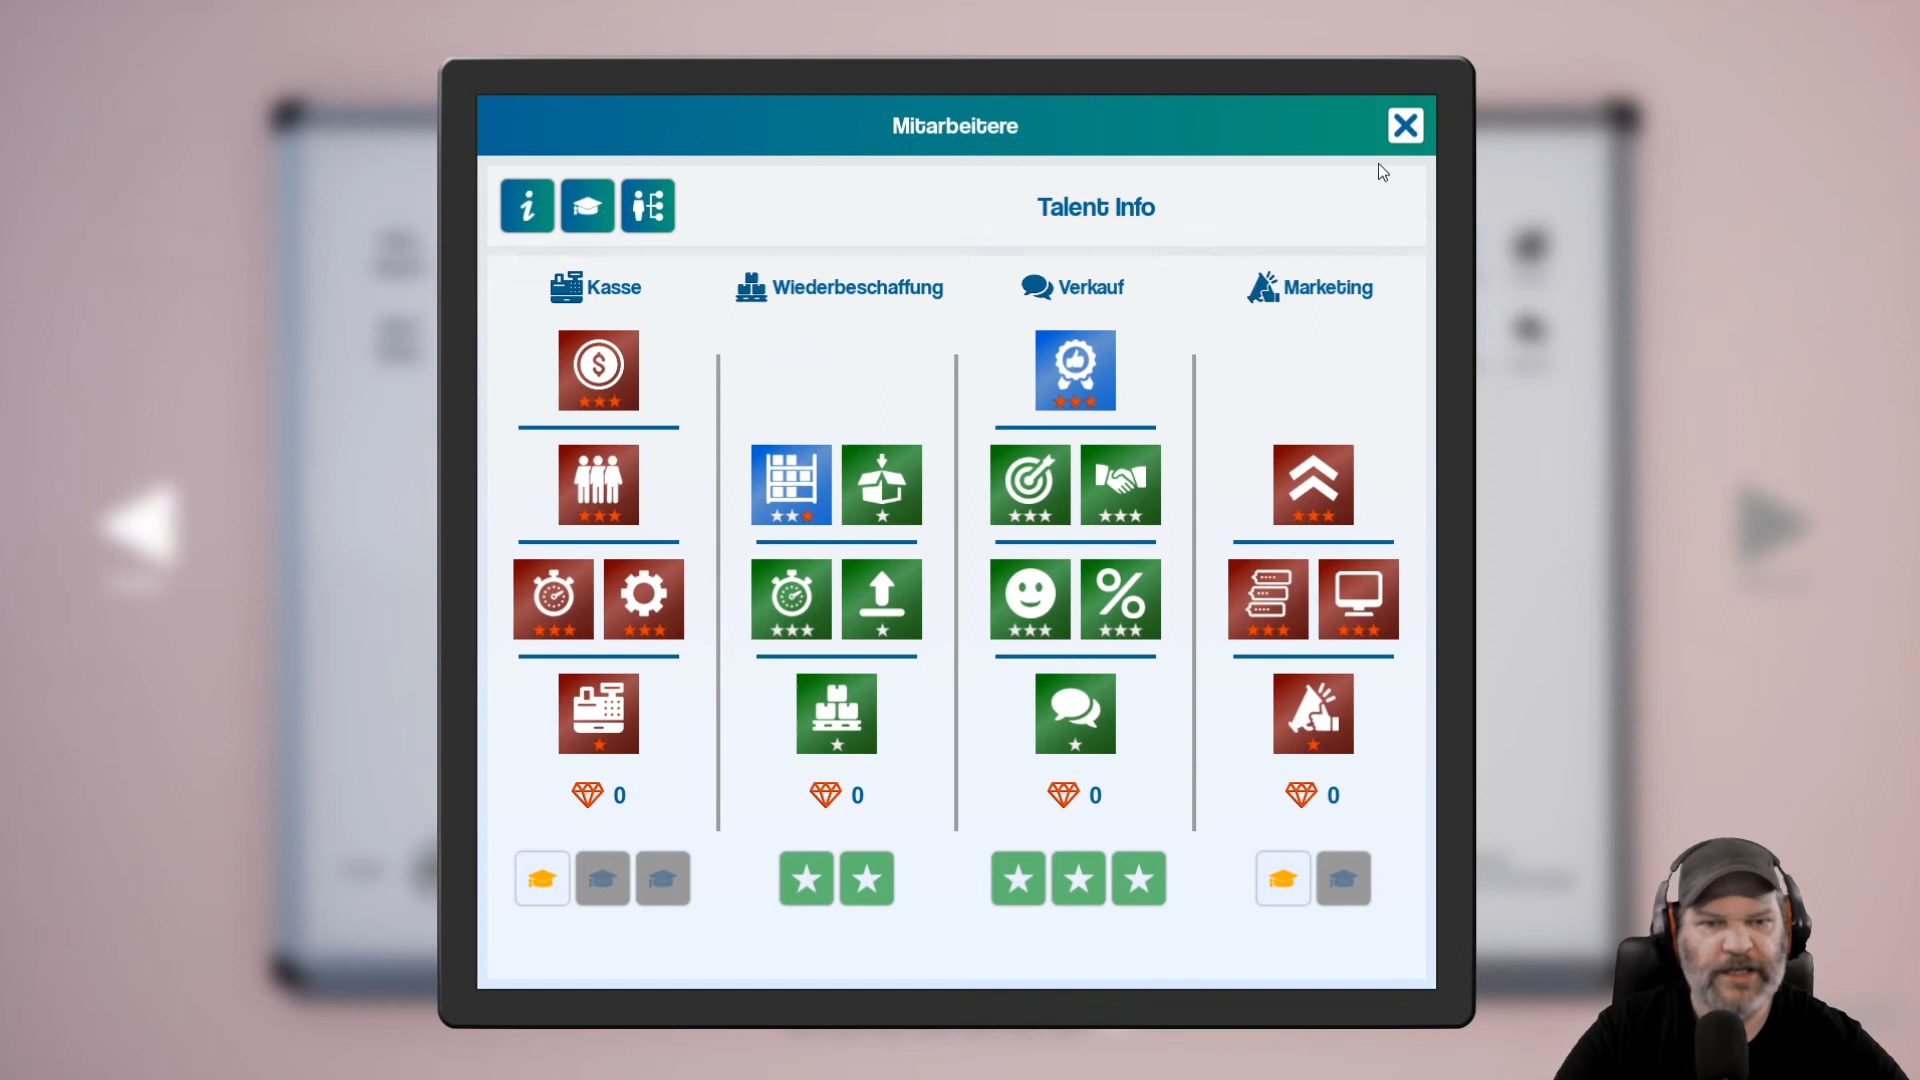 Mitarbeitere
Talent Info
Kasse
Wiederbeschaffung
Verkauf
Marketing
0
0
0
0